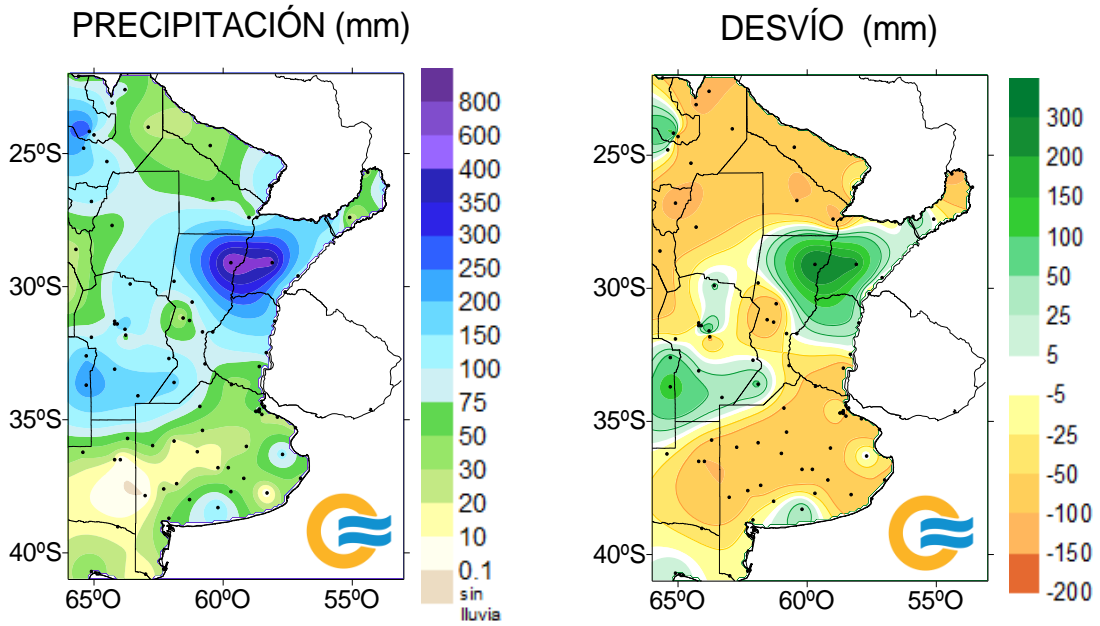 PRECIPITACIÓN (mm)
DESVÍO (mm)
25ºS
30ºS
35ºS
40ºS
65ºO
60ºO
55ºO
800
600
400
350
300
250
200
150
100
75
50
30
20
10
0.1
sin
lluvia
25ºS
30ºS
35ºS
40ºS
65ºO
60ºO
55ºO
300
200
150
100
50
25
5
-5
-25
-50
-100
-150
-200